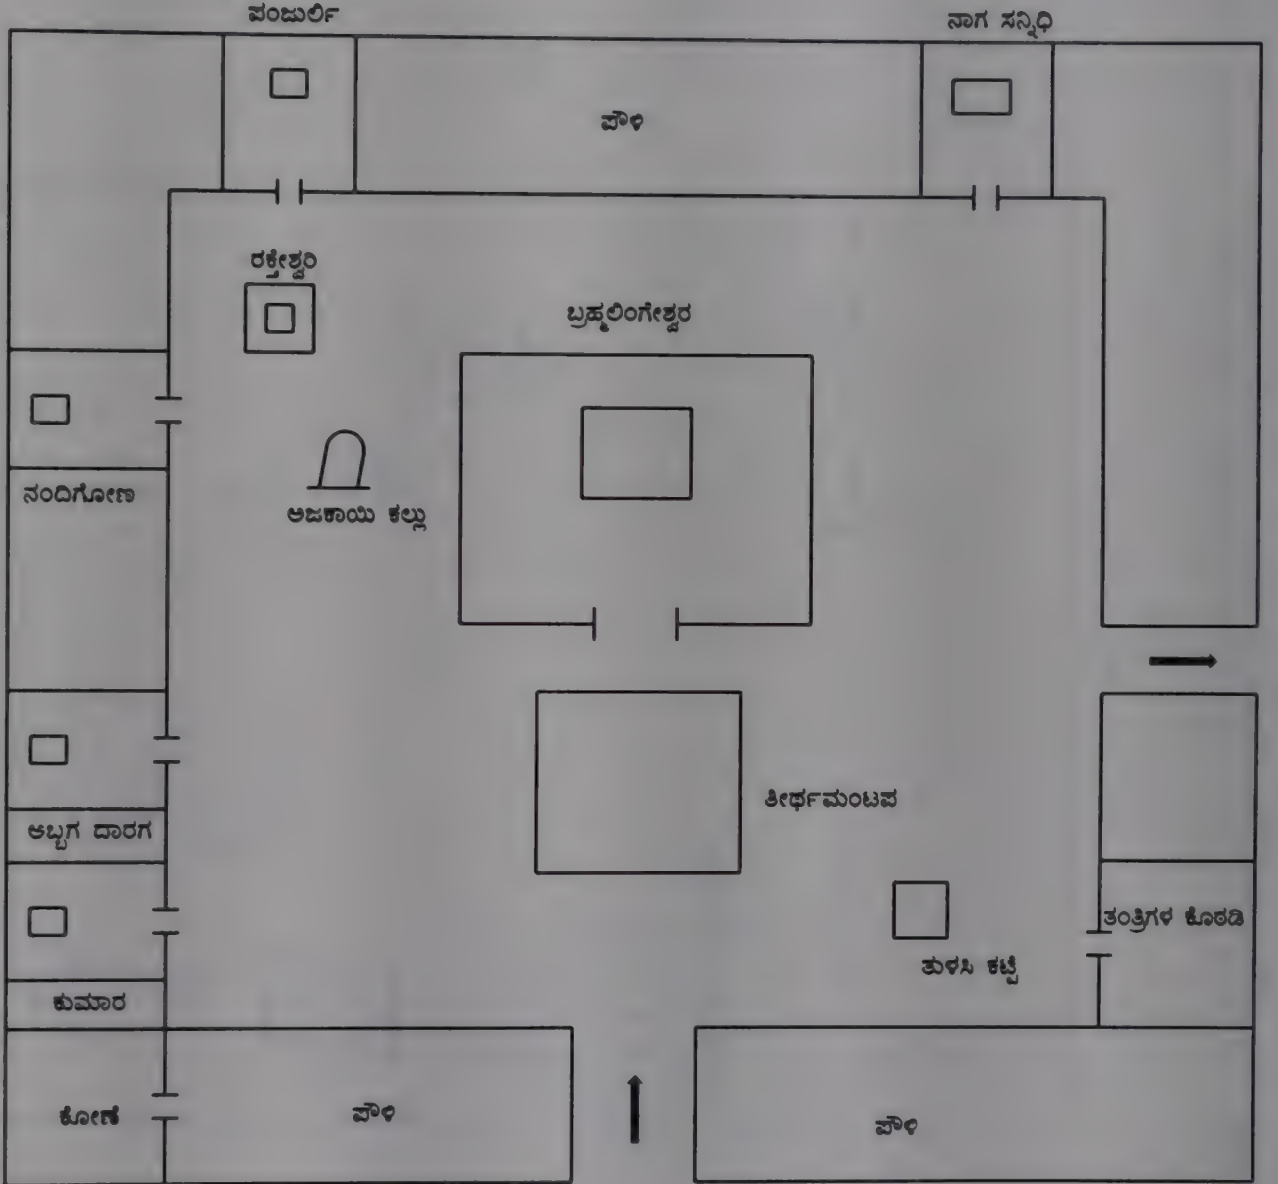 ಪಂಜುರ್ಲಿ
ನಾಗ ಸನ್ನಿಧಿ
ಪೌಳಿ
ರಕ್ತೇಶ್ವರಿ
ಬ್ರಹ್ಮಲಿಂಗೇಶ್ವರ
ನಂದಿಗೋಣ
ಅಜಕಾಯಿ ಕಲ್ಲು
ತೀರ್ಥಮಂಟಪ
ಅಬ್ಬಗ ದಾರಗ
ತಂತ್ರಿಗಳ ಕೊಠಡಿ
ತುಳಸಿ ಕಟ್ಟೆ
ಕುಮಾರ
ಕೋಣೆ
ಪೌಳಿ
ಪೌಳಿ